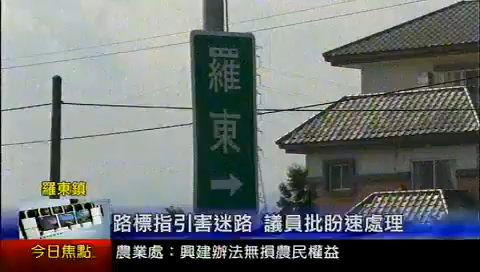 羅東
→
羅東鎮
路標指引害迷路 議員批盼速處理
今日焦點
農業處：興建辦法無損農民權益